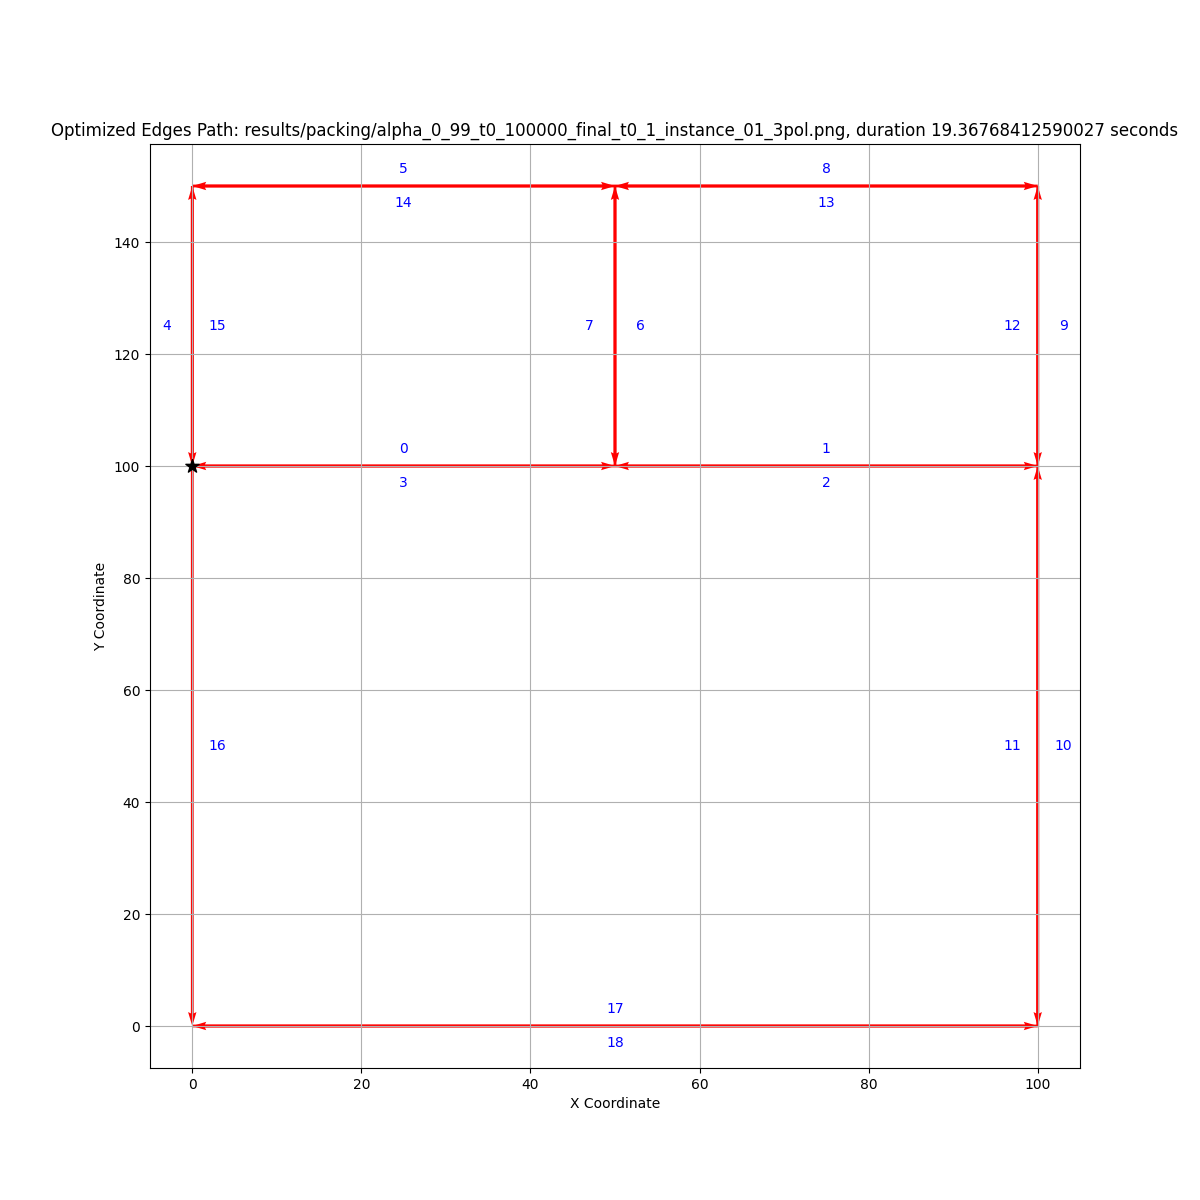 Optimized Edges Path: results/packing/alpha_0_99_t0_100000_final_t0_1_instance_01_3pol.png, duration 19.36768412590027 seconds
5 8
14 13
140
4 15 7 6 12 9
120
0 1
100
3 2
80
Y Coordinate
60
16 11 10
40
20
17
0
18
0 20 40 60 80 100
X Coordinate